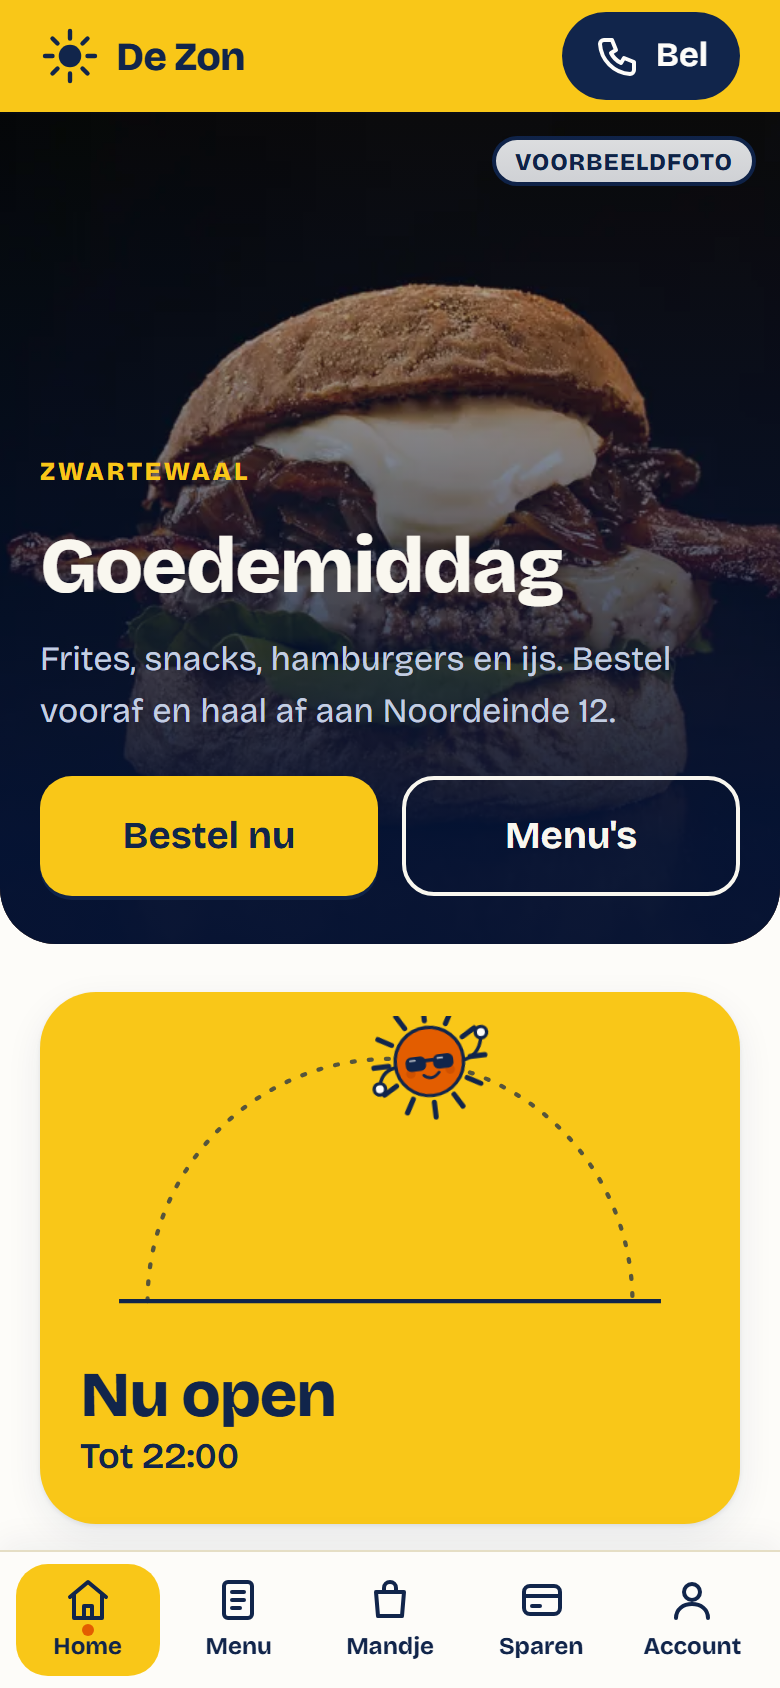 De Zon
Bel
VOORBEELDFOTO
ZWARTEWAAL
Goedemiddag
Frites, snacks, hamburgers en ijs. Bestel
vooraf en haal af aan Noordeinde 12.
Bestel nu
Menu's
Nu open
Tot 22:00
Home
Menu
Mandje
Sparen
Account